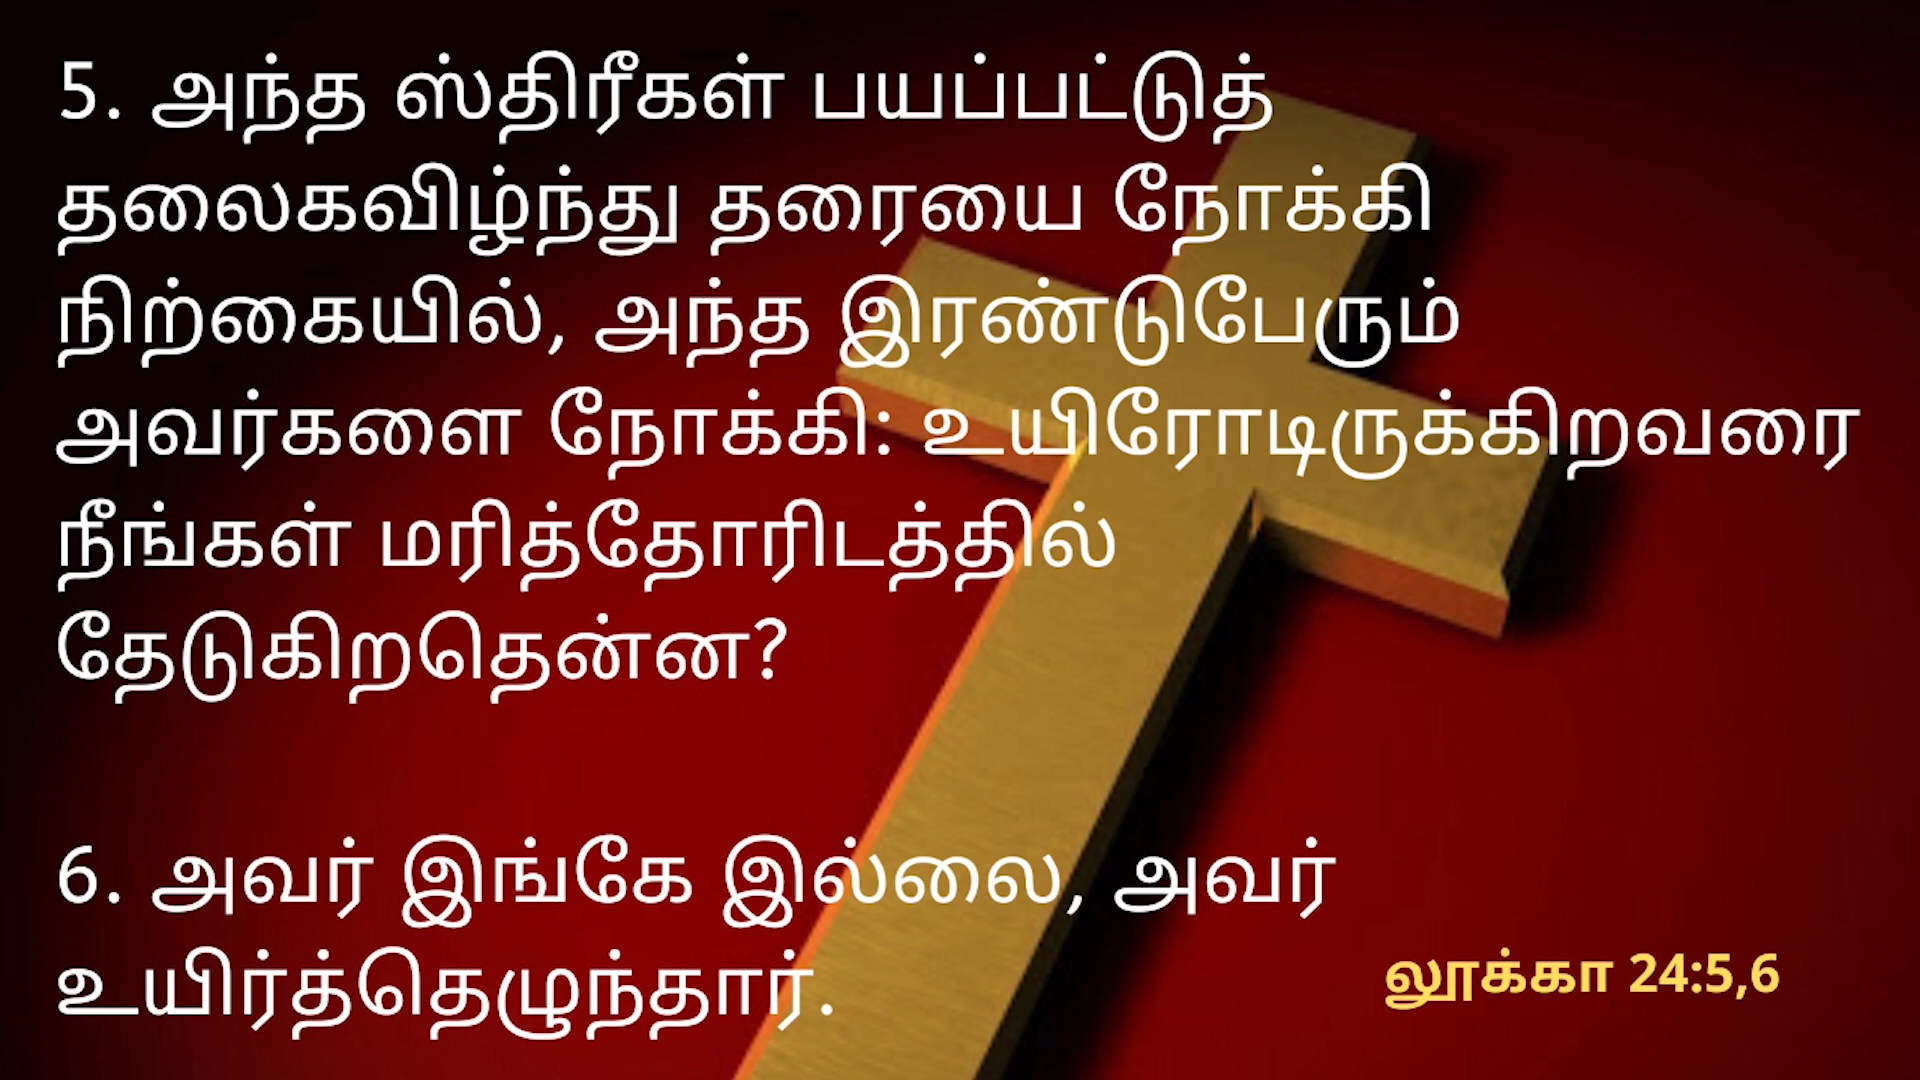 5. அந்த ஸ்திரீகள் பயப்பட்டுத்
தலைகவிழ்ந்து தரையை நோக்கி
நிற்கையில், அந்த இரண்டுபேரும்
அவர்களை நோக்கி: உயிரோடிருக்கிறவரை
நீங்கள் மரித்தோரிடத்தில்
தேடுகிறதென்ன?
6. அவர் இங்கே இல்லை, அவர்
உயிர்த்தெழுந்தார்.
லூக்கா 24:5,6